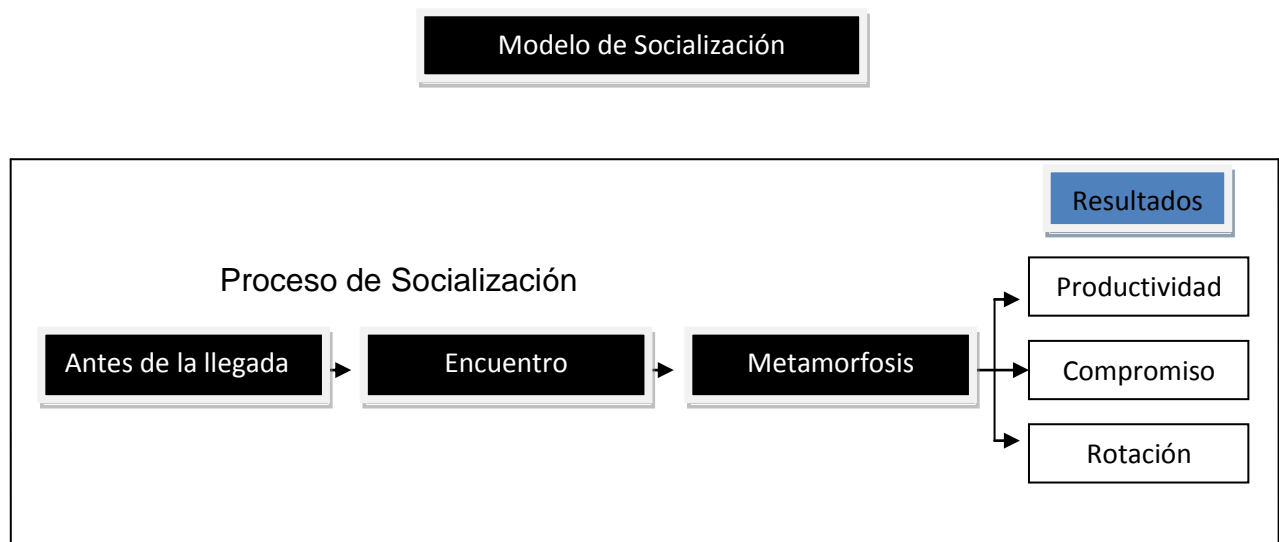 Modelo de Socialización
Resultados
Proceso de Socialización
Productividad
Antes de la llegada
Encuentro
Metamorfosis
Compromiso
Rotación